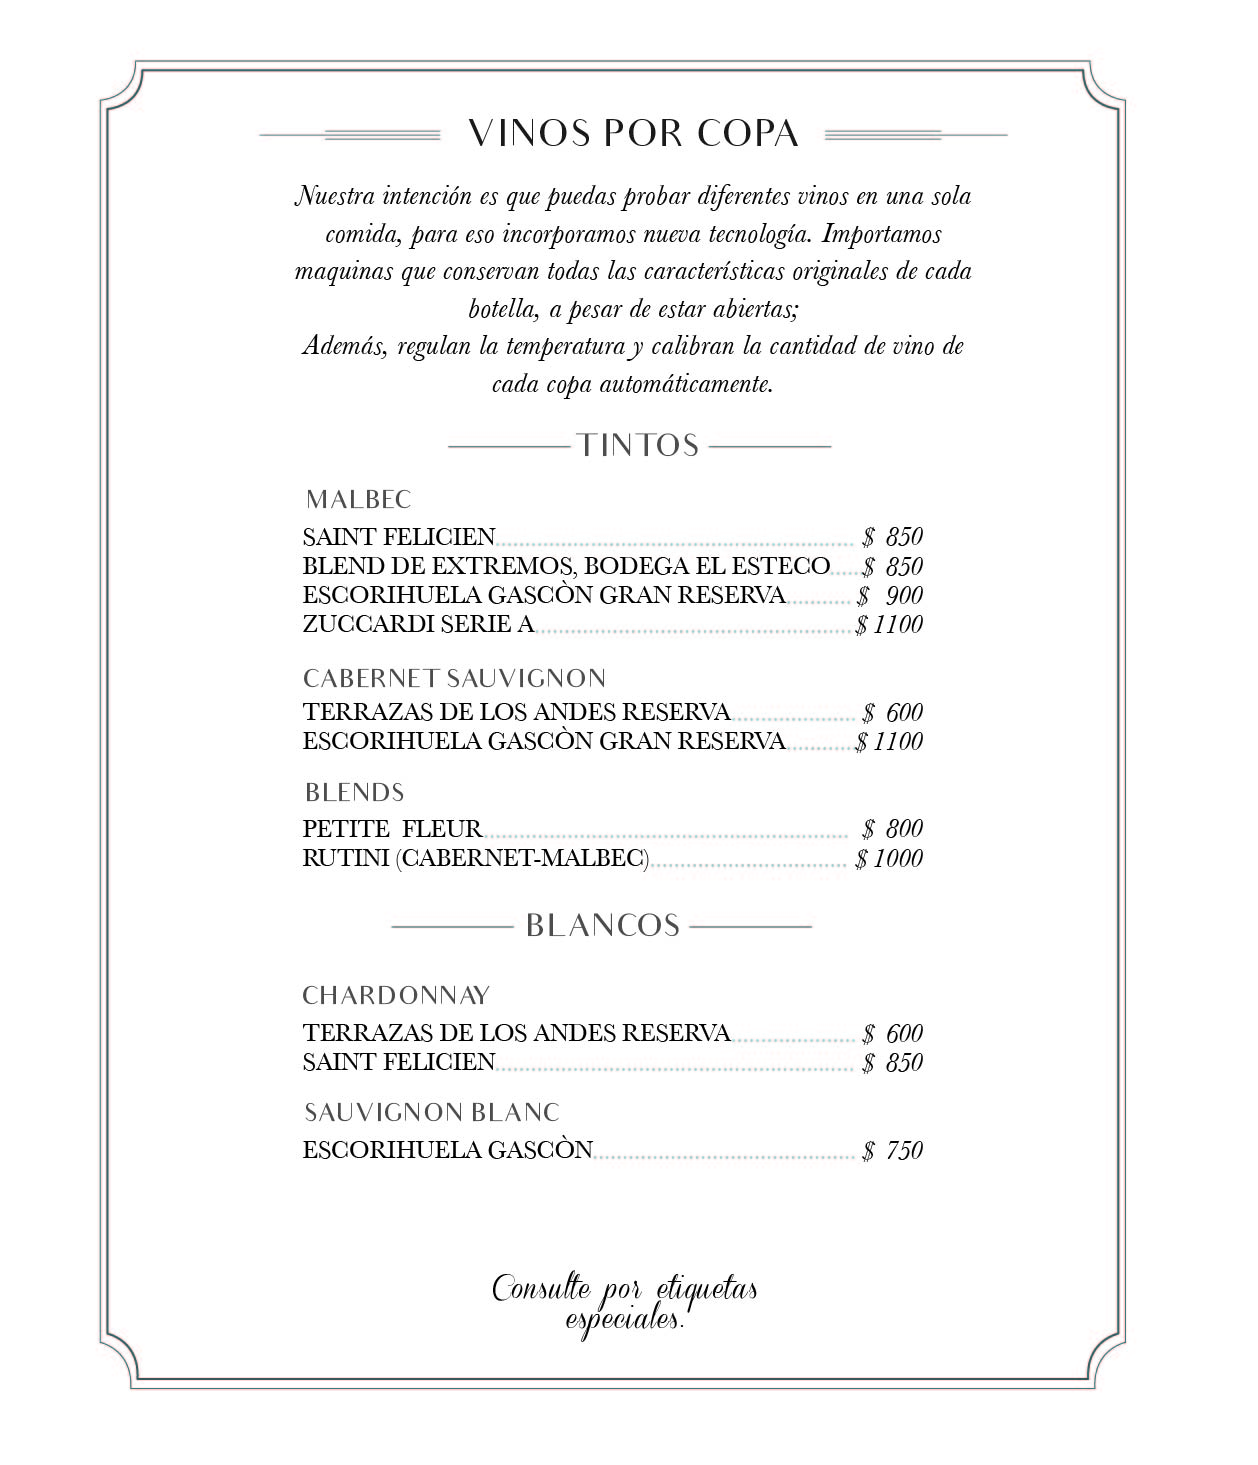 VINOS POR COPA
Nuestra intención es que puedas probar diferentes vinos en una sola
comida, para eso incorporamos nueva tecnología. Importamos
maquinas que conservan todas las características originales de cada
botella, a pesar de estar abiertas;
Además, regulan la temperatura y calibran la cantidad de vino de
cada copa automáticamente.
TINTOS
MALBEC
SAINT FELICIEN $ 850
BLEND DE EXTREMOS, BODEGA EL ESTECO $ 850
ESCORIHUELA GASCÒN GRAN RESERVA $ 900
ZUCCARDI SERIE A $ 1100
CABERNET SAUVIGNON
TERRAZAS DE LOS ANDES RESERVA $ 600
ESCORIHUELA GASCÒN GRAN RESERVA $ 1100
BLENDS
PETITE FLEUR $ 800
RUTINI (CABERNET-MALBEC) $ 1000
BLANCOS
CHARDONNAY
TERRAZAS DE LOS ANDES RESERVA $ 600
SAINT FELICIEN $ 850
SAUVIGNON BLANC
ESCORIHUELA GASCÒN $ 750
Consulte por etiquetas
especiales.